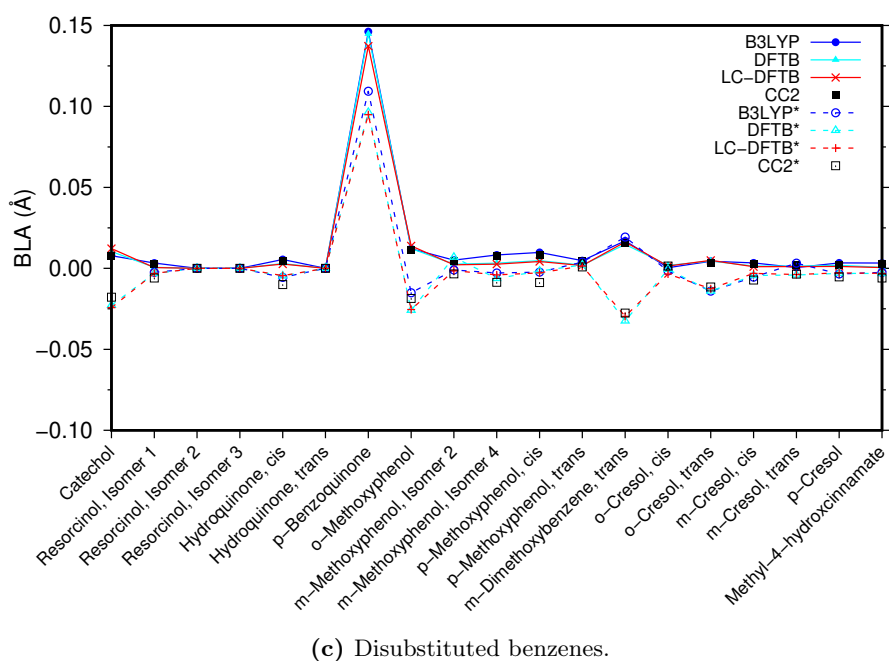 0.15
0.10
0.05
0.00
−0.05
−0.10
BLA (Å)
B3LYP
DFTB
LC−DFTB
CC2
B3LYP*
DFTB*
LC−DFTB*
CC2*
Catechol
Resorcinol, Isomer 1
Resorcinol, Isomer 2
Resorcinol, Isomer 3
Hydroquinone, cis
Hydroquinone, trans
p−Benzoquinone
o−Methoxyphenol
m−Methoxyphenol, Isomer 2
m−Methoxyphenol, Isomer 4
p−Methoxyphenol, cis
p−Methoxyphenol, trans
m−Dimethoxybenzene, trans
o−Cresol, cis
o−Cresol, trans
m−Cresol, cis
m−Cresol, trans
p−Cresol
Methyl−4−hydroxcinnamate
(c) Disubstituted benzenes.